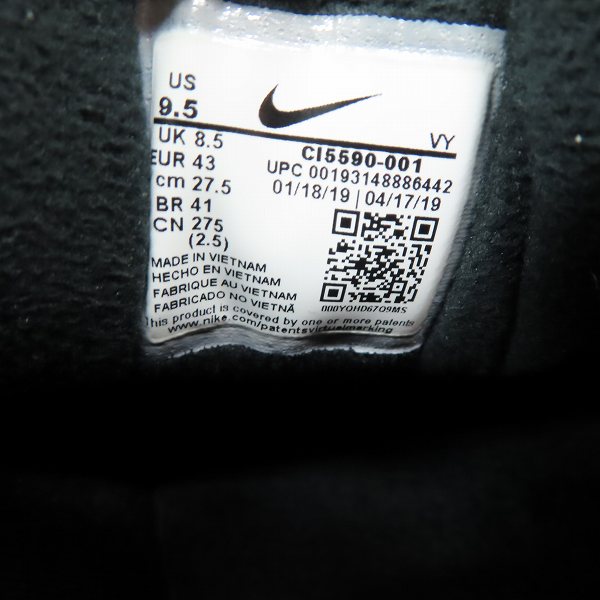 US
9.5
VY
UK 8.5
CI5590-001
EUR 43
UPC 00193148886442
cm 27.5
01/18/19 | 04/17/19
BR 41
CN 275
(2.5)
MADE IN VIETNAM
HECHO EN VIETNAM
FABRIQUE AU VIETNAM
FABRICADO NO VIETNÃ
000YQHD67Q9MS
This product is covered by one or more patents
www.nike.com/patentsvirtualmarking